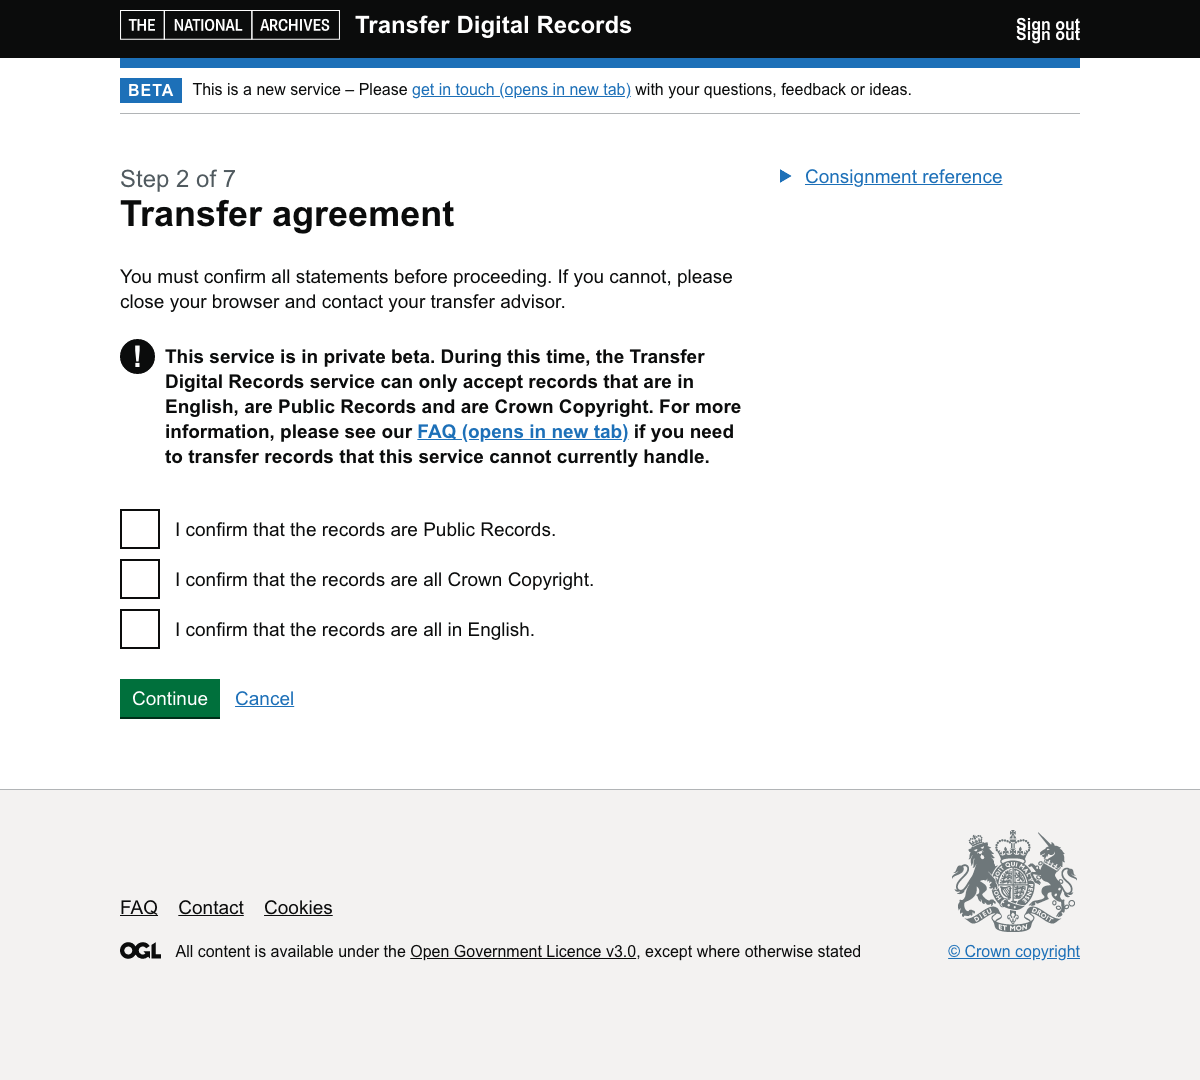 THE NATIONAL ARCHIVES Transfer Digital Records
Sign out
Sign out
BETA This is a new service – Please get in touch (opens in new tab) with your questions, feedback or ideas.
Step 2 of 7
Transfer agreement
Consignment reference
You must confirm all statements before proceeding. If you cannot, please
close your browser and contact your transfer advisor.
! This service is in private beta. During this time, the Transfer
Digital Records service can only accept records that are in
English, are Public Records and are Crown Copyright. For more
information, please see our FAQ (opens in new tab) if you need
to transfer records that this service cannot currently handle.
I confirm that the records are Public Records.
I confirm that the records are all Crown Copyright.
I confirm that the records are all in English.
Continue Cancel
FAQ Contact Cookies
DIEU ET MON DROIT
OGL All content is available under the Open Government Licence v3.0, except where otherwise stated
© Crown copyright